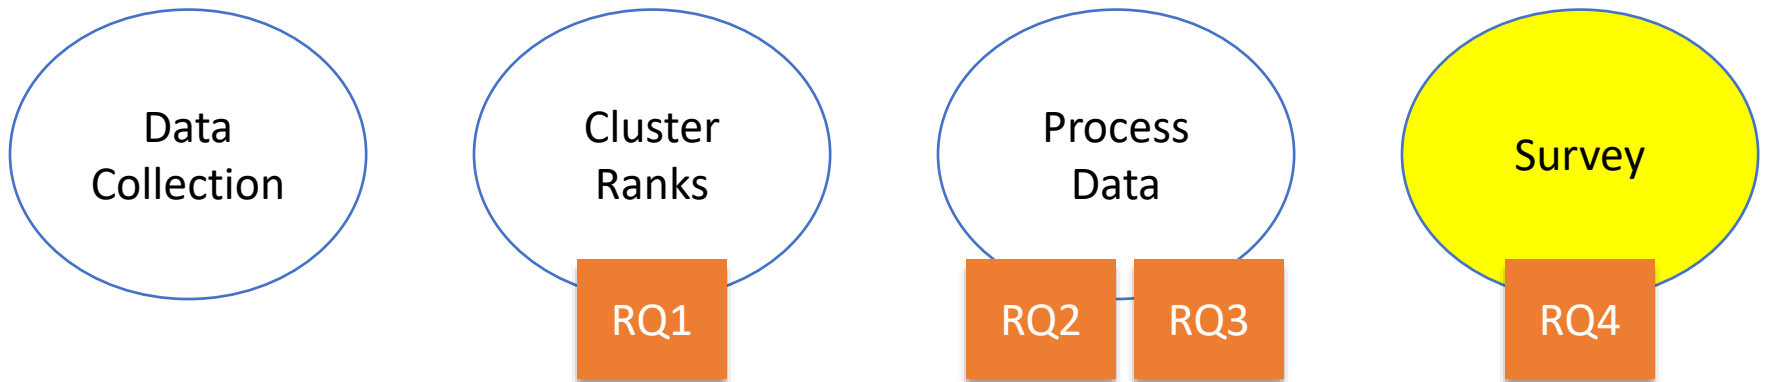 Data
Collection
Cluster
Ranks
Process
Data
Survey
RQ1
RQ2
RQ3
RQ4